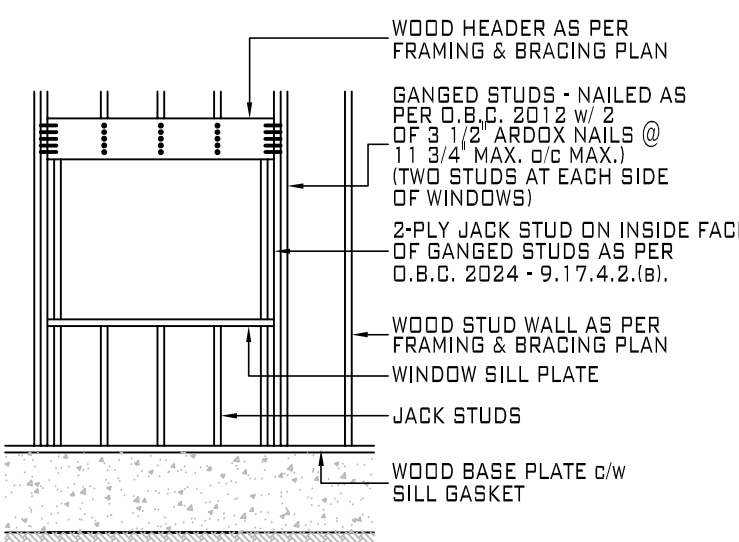 WOOD HEADER AS PER
FRAMING & BRACING PLAN
GANGED STUDS - NAILED AS
PER O.B.C. 2012 w/ 2
OF 3 1/2" ARDOX NAILS @
11 3/4" MAX. o/c MAX.)
(TWO STUDS AT EACH SIDE
OF WINDOWS)
2-PLY JACK STUD ON INSIDE FAC
OF GANGED STUDS AS PER
O.B.C. 2024 - 9.17.4.2.(B).
WOOD STUD WALL AS PER
FRAMING & BRACING PLAN
WINDOW SILL PLATE
JACK STUDS
WOOD BASE PLATE c/w
SILL GASKET